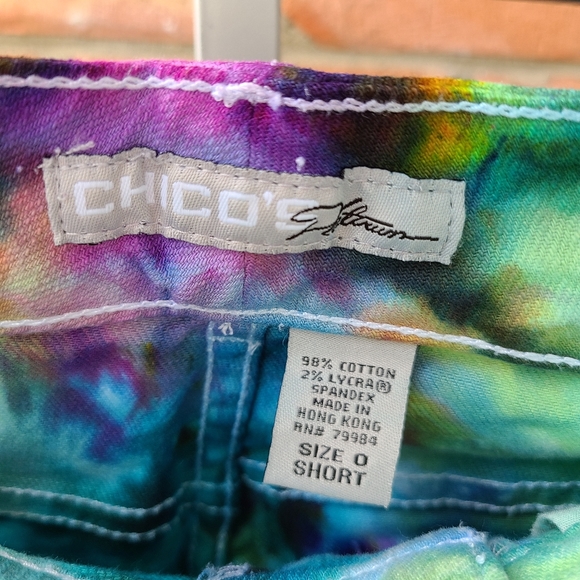 CHICO'S
98% COTTON
2% LYCRA®
SPANDEX
MADE IN
HONG KONG
RN# 79984
SIZE 0
SHORT